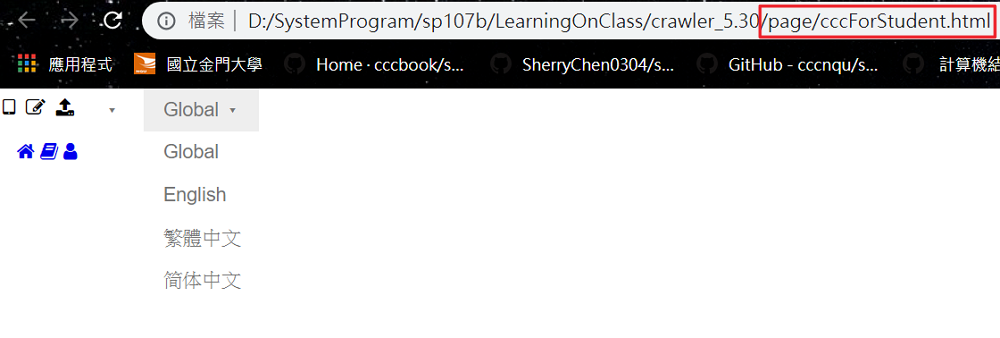 檔案 | D:/SystemProgram/sp107b/LearningOnClass/crawler_5.30/page/cccForStudent.html
應用程式 國立金門大學 Home · cccbook/s... SherryChen0304/s... GitHub - cccnqu/s... 計算機結
Global
Global
English
繁體中文
简体中文